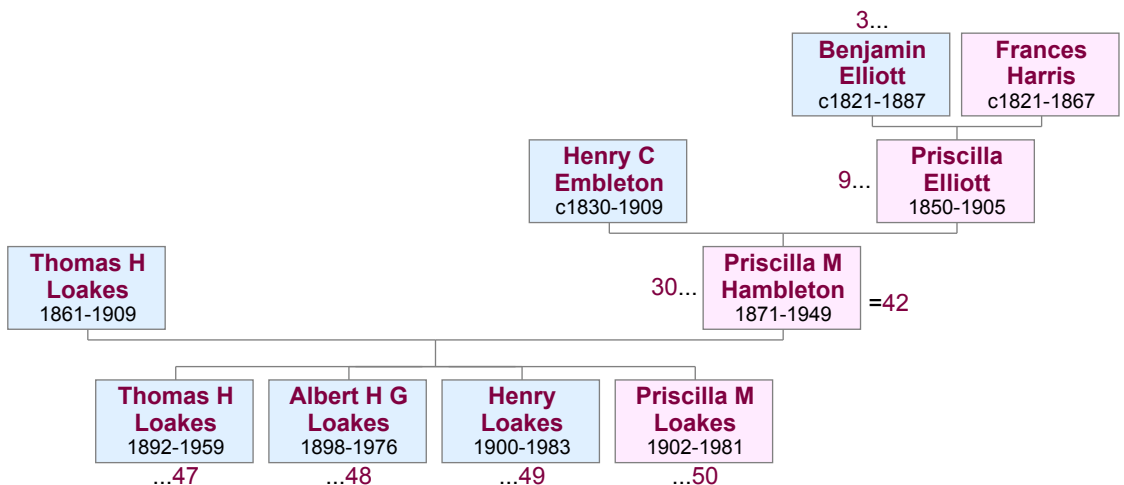 3...
Benjamin
Elliott
c1821-1887
Frances
Harris
c1821-1867
Henry C
Embleton
c1830-1909
9...
Priscilla
Elliott
1850-1905
Thomas H
Loakes
1861-1909
30...
Priscilla M
Hambleton
1871-1949
=42
Thomas H
Loakes
1892-1959
Albert H G
Loakes
1898-1976
Henry
Loakes
1900-1983
Priscilla M
Loakes
1902-1981
...47
...48
...49
...50